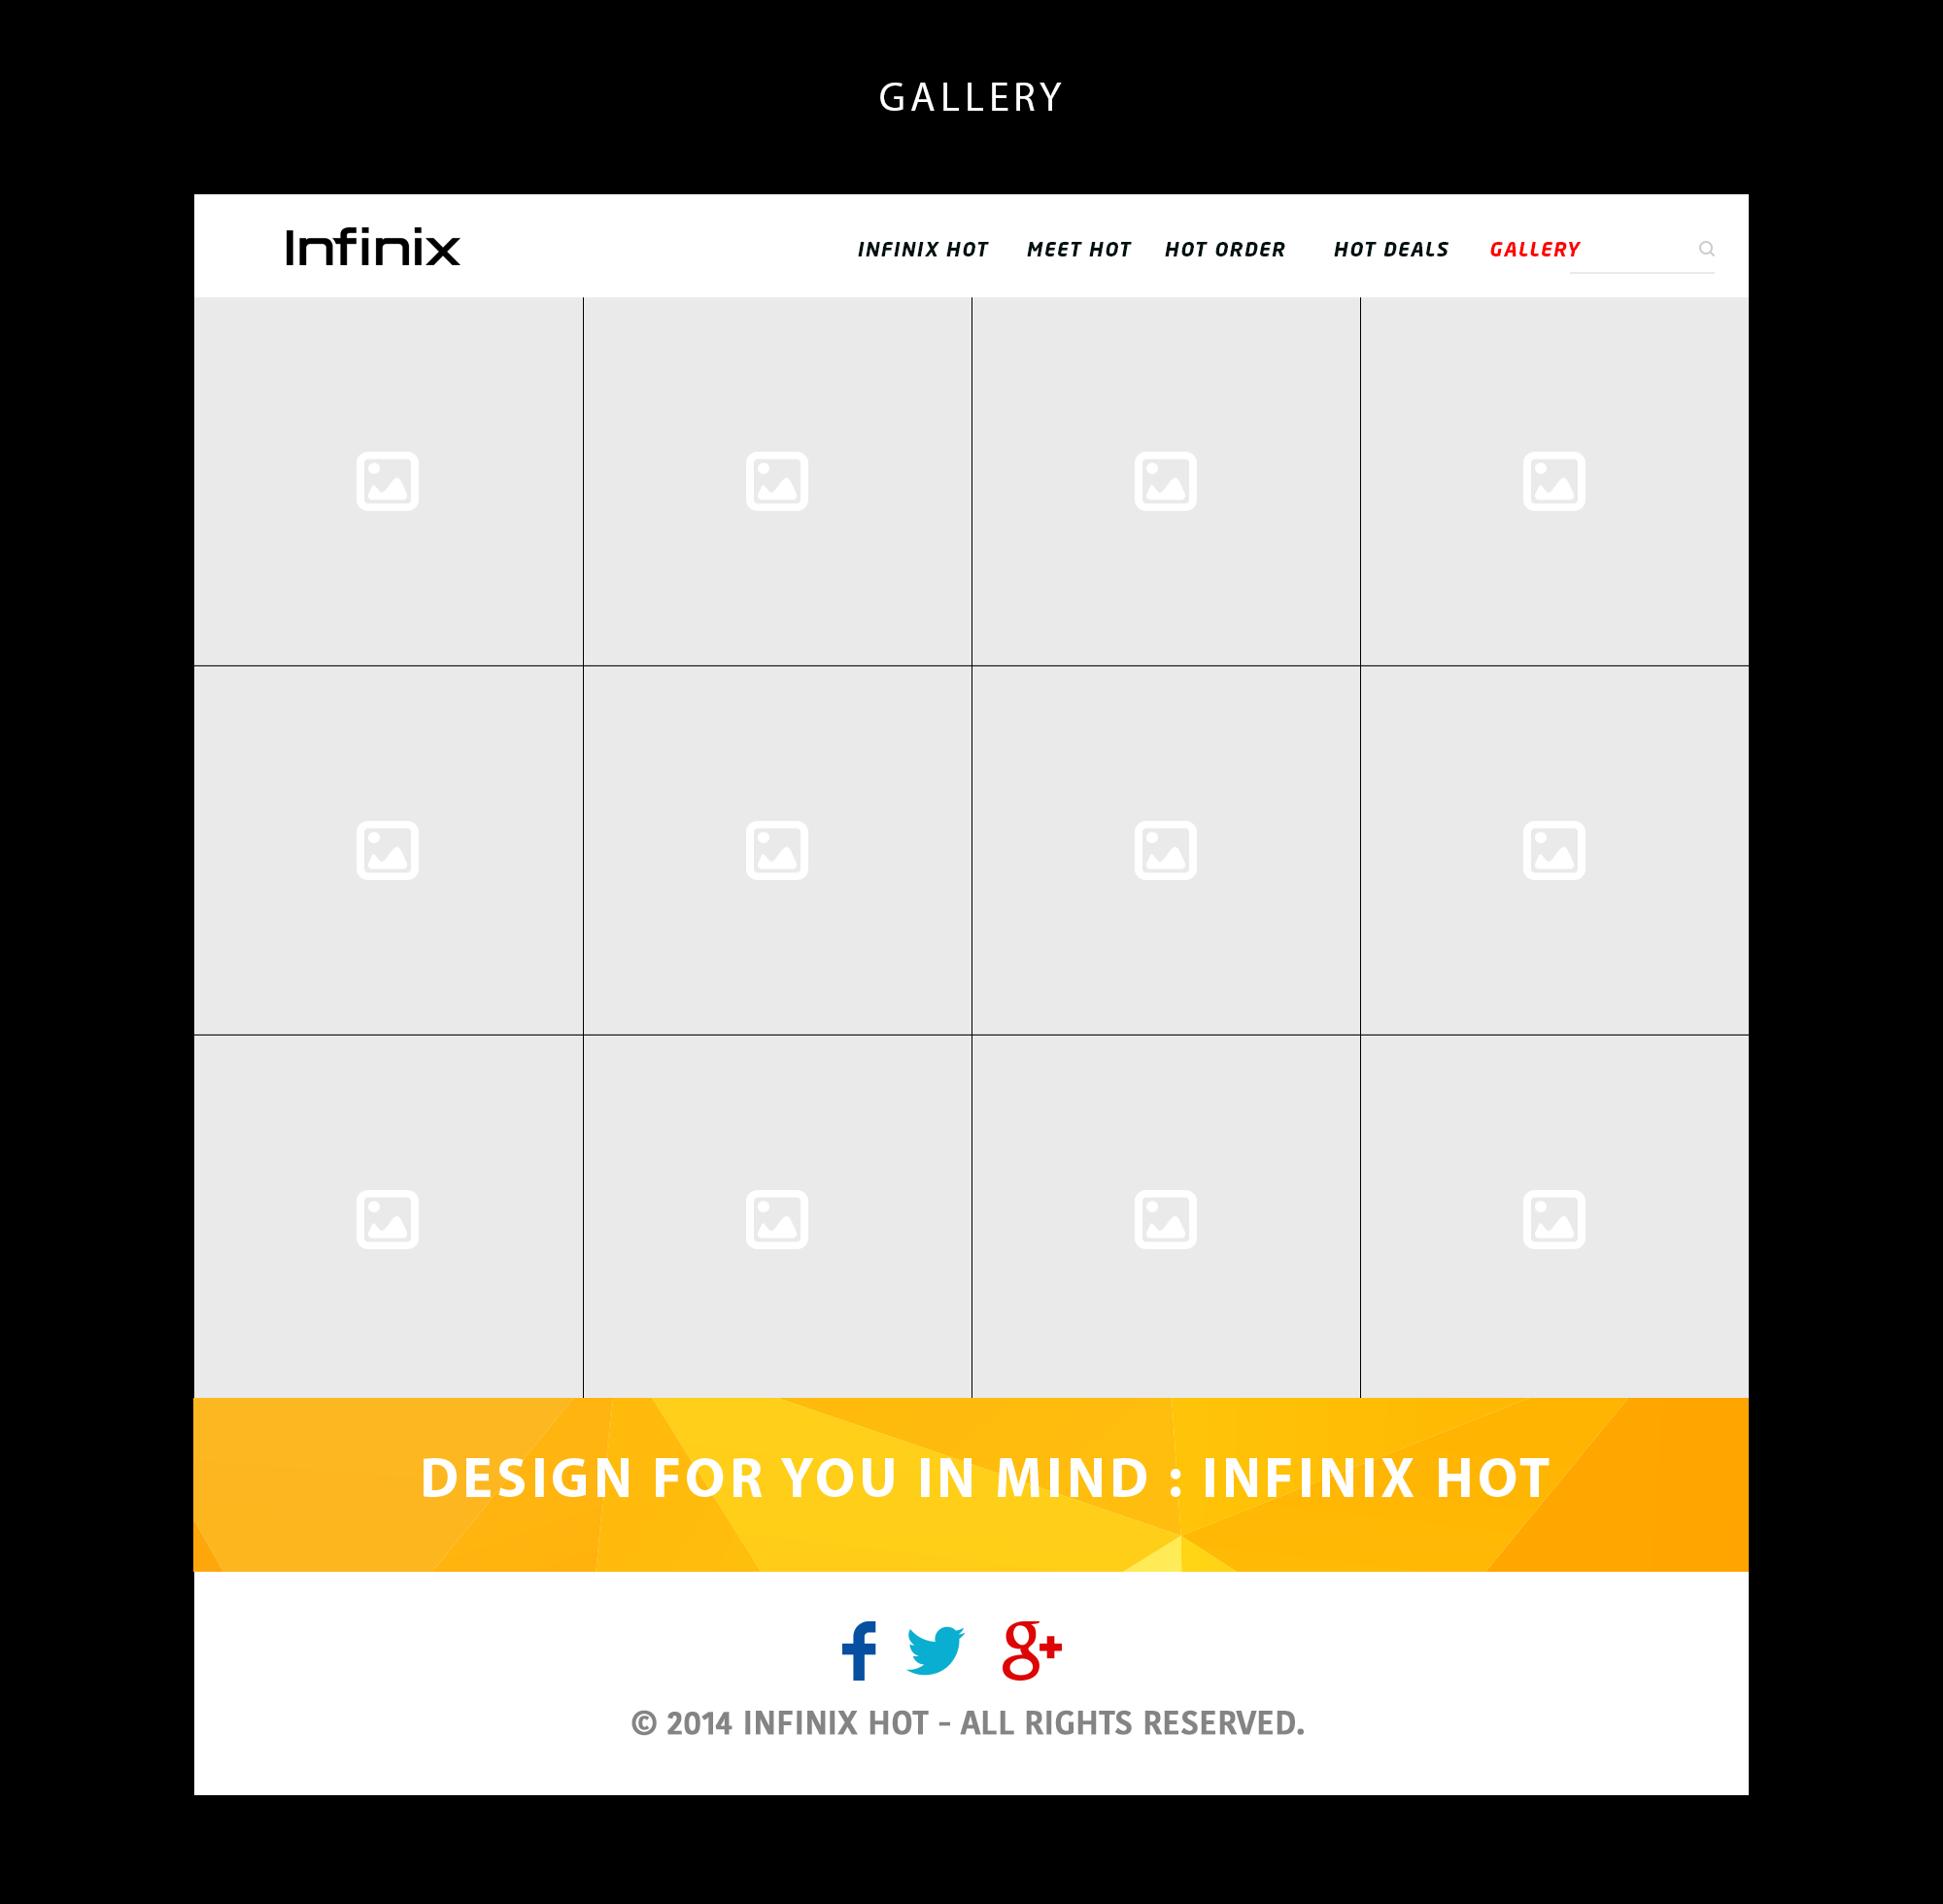 GALLERY
Infinix
INFINIX HOT MEET HOT HOT ORDER HOT DEALS GALLERY
DESIGN FOR YOU IN MIND : INFINIX HOT
f g+
© 2014 INFINIX HOT - ALL RIGHTS RESERVED.